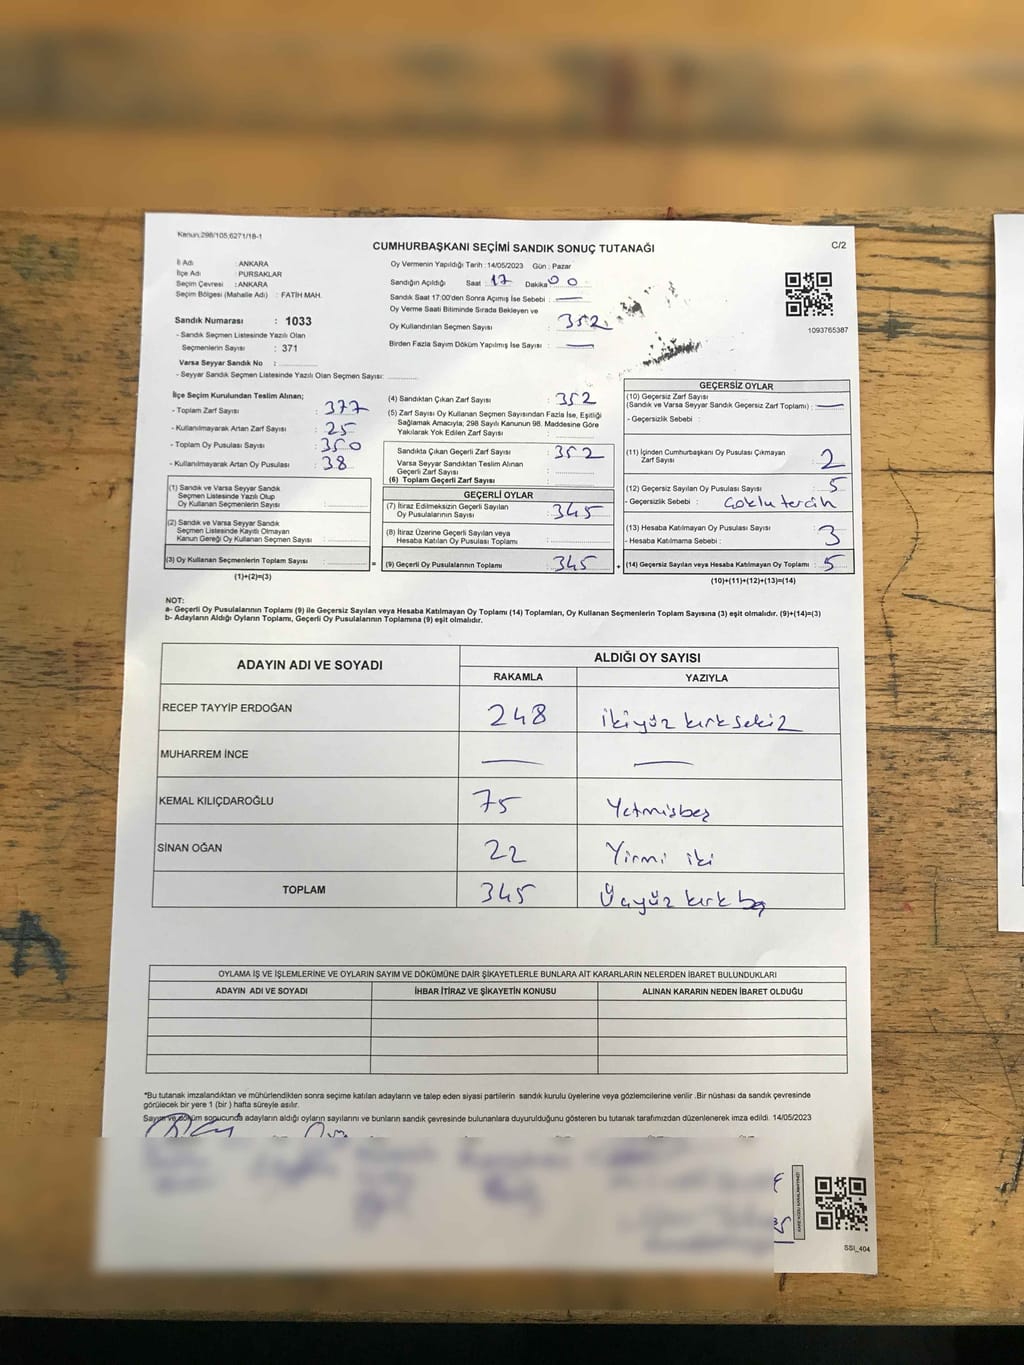 Kanun:298/105;6271/18-1
CUMHURBAŞKANI SEÇİMİ SANDIK SONUÇ TUTANAĞI
C/2
İl Adı : ANKARA
İlçe Adı : PURSAKLAR
Seçim Çevresi : ANKARA
Seçim Bölgesi (Mahalle Adı) : FATİH MAH.
Sandık Numarası : 1033
- Sandık Seçmen Listesinde Yazılı Olan
Seçmenlerin Sayısı : 371
Varsa Seyyar Sandık No :
- Seyyar Sandık Seçmen Listesinde Yazılı Olan Seçmen Sayısı:
Oy Vermenin Yapıldığı Tarih : 14/05/2023 Gün : Pazar
Sandığın Açıldığı Saat : 17 Dakika 00
Sandık Saat 17:00'den Sonra Açımış İse Sebebi : —
Oy Verme Saati Bitiminde Sırada Bekleyen ve
Oy Kullandırılan Seçmen Sayısı : 352
Birden Fazla Sayım Döküm Yapılmış İse Sayısı : —
1093765387
İlçe Seçim Kurulundan Teslim Alınan;
- Toplam Zarf Sayısı : 377
- Kullanılmayarak Artan Zarf Sayısı : 25
- Toplam Oy Pusulası Sayısı : 350
- Kullanılmayarak Artan Oy Pusulası : 38
(1) Sandık ve Varsa Seyyar Sandık
Seçmen Listesinde Yazılı Olup
Oy Kullanan Seçmenlerin Sayısı :
(2) Sandık ve Varsa Seyyar Sandık
Seçmen Listesinde Kayıtlı Olmayan
Kanun Gereği Oy Kullanan Seçmen Sayısı :
(3) Oy Kullanan Seçmenlerin Toplam Sayısı :
(1)+(2)=(3)
(4) Sandıktan Çıkan Zarf Sayısı : 352
(5) Zarf Sayısı Oy Kullanan Seçmen Sayısından Fazla İse, Eşitliği
Sağlamak Amacıyla; 298 Sayılı Kanunun 98. Maddesine Göre
Yakılarak Yok Edilen Zarf Sayısı :
Sandıkta Çıkan Geçerli Zarf Sayısı : 352
Varsa Seyyar Sandıktan Teslim Alınan
Geçerli Zarf Sayısı :
(6) Toplam Geçerli Zarf Sayısı :
GEÇERLİ OYLAR
(7) İtiraz Edilmeksizin Geçerli Sayılan
Oy Pusulalarının Sayısı : 345
(8) İtiraz Üzerine Geçerli Sayılan veya
Hesaba Katılan Oy Pusulası Toplamı :
= (9) Geçerli Oy Pusulalarının Toplamı : 345 +
GEÇERSİZ OYLAR
(10) Geçersiz Zarf Sayısı
(Sandık ve Varsa Seyyar Sandık Geçersiz Zarf Toplamı) : —
- Geçersizlik Sebebi :
(11) İçinden Cumhurbaşkanı Oy Pusulası Çıkmayan
Zarf Sayısı : 2
(12) Geçersiz Sayılan Oy Pusulası Sayısı : 5
- Geçersizlik Sebebi : Çoklu tercih
(13) Hesaba Katılmayan Oy Pusulası Sayısı : 3
- Hesaba Katılmama Sebebi :
(14) Geçersiz Sayılan veya Hesaba Katılmayan Oy Toplamı : 5
(10)+(11)+(12)+(13)=(14)
NOT:
a- Geçerli Oy Pusulalarının Toplamı (9) ile Geçersiz Sayılan veya Hesaba Katılmayan Oy Toplamı (14) Toplamları, Oy Kullanan Seçmenlerin Toplam Sayısına (3) eşit olmalıdır. (9)+(14)=(3)
b- Adayların Aldığı Oyların Toplamı, Geçerli Oy Pusulalarının Toplamına (9) eşit olmalıdır.
ADAYIN ADI VE SOYADI
ALDIĞI OY SAYISI
RAKAMLA YAZIYLA
RECEP TAYYİP ERDOĞAN 248 ikiyüz kırksekiz
MUHARREM İNCE — —
KEMAL KILIÇDAROĞLU 75 Yetmişbeş
SİNAN OĞAN 22 Yirmi iki
TOPLAM 345 Üçyüz kırk beş
OYLAMA İŞ VE İŞLEMLERİNE VE OYLARIN SAYIM VE DÖKÜMÜNE DAİR ŞİKAYETLERLE BUNLARA AİT KARARLARIN NELERDEN İBARET BULUNDUKLARI
ADAYIN ADI VE SOYADI İHBAR İTİRAZ VE ŞİKAYETİN KONUSU ALINAN KARARIN NEDEN İBARET OLDUĞU
*Bu tutanak imzalandıktan ve mühürlendikten sonra seçime katılan adayların ve talep eden siyasi partilerin sandık kurulu üyelerine veya gözlemcilerine verilir .Bir nüshası da sandık çevresinde
görülecek bir yere 1 (bir ) hafta süreyle asılır.
Sayım ve döküm sonucunda adayların aldığı oyların sayılarını ve bunların sandık çevresinde bulunanlara duyurulduğunu gösteren bu tutanak tarafımızdan düzenlenerek imza edildi. 14/05/2023
SSI_404